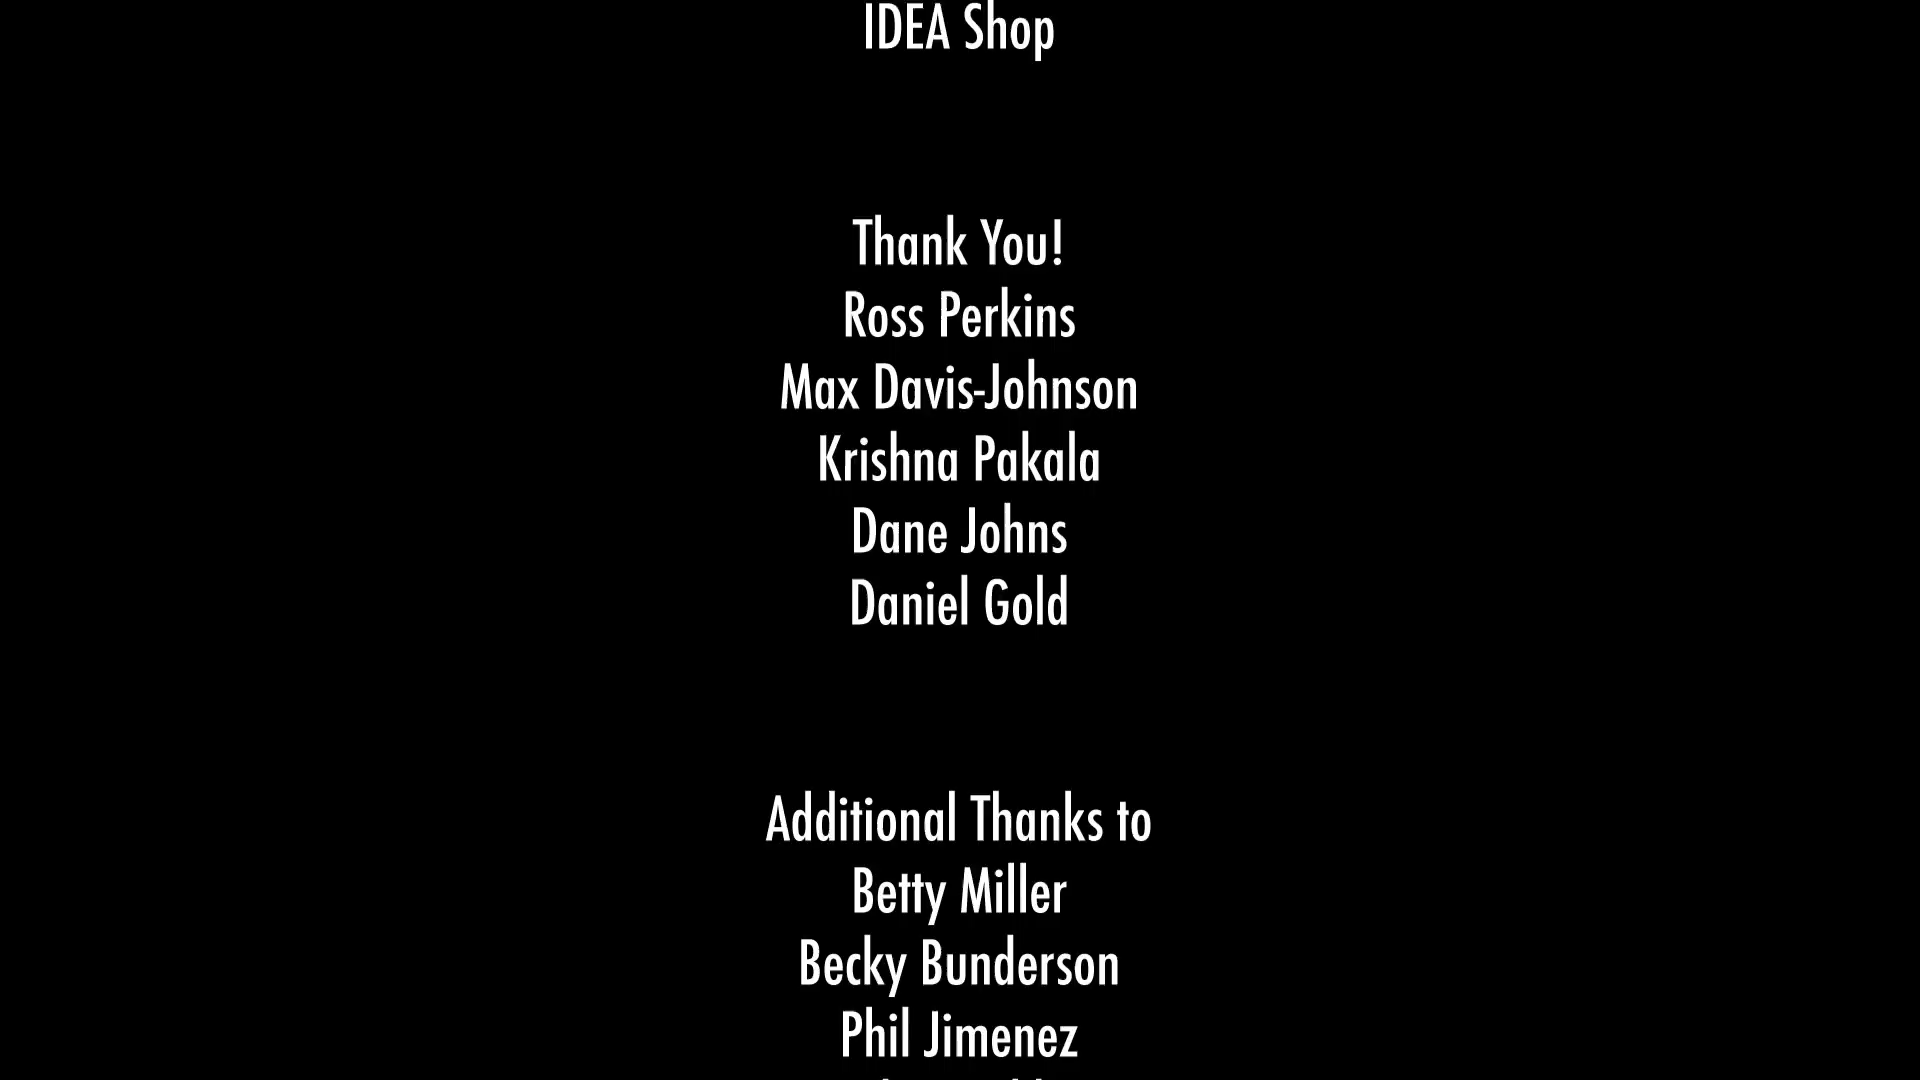 IDEA Shop
Thank You!
Ross Perkins
Max Davis-Johnson
Krishna Pakala
Dane Johns
Daniel Gold
Additional Thanks to
Betty Miller
Becky Bunderson
Phil Jimenez